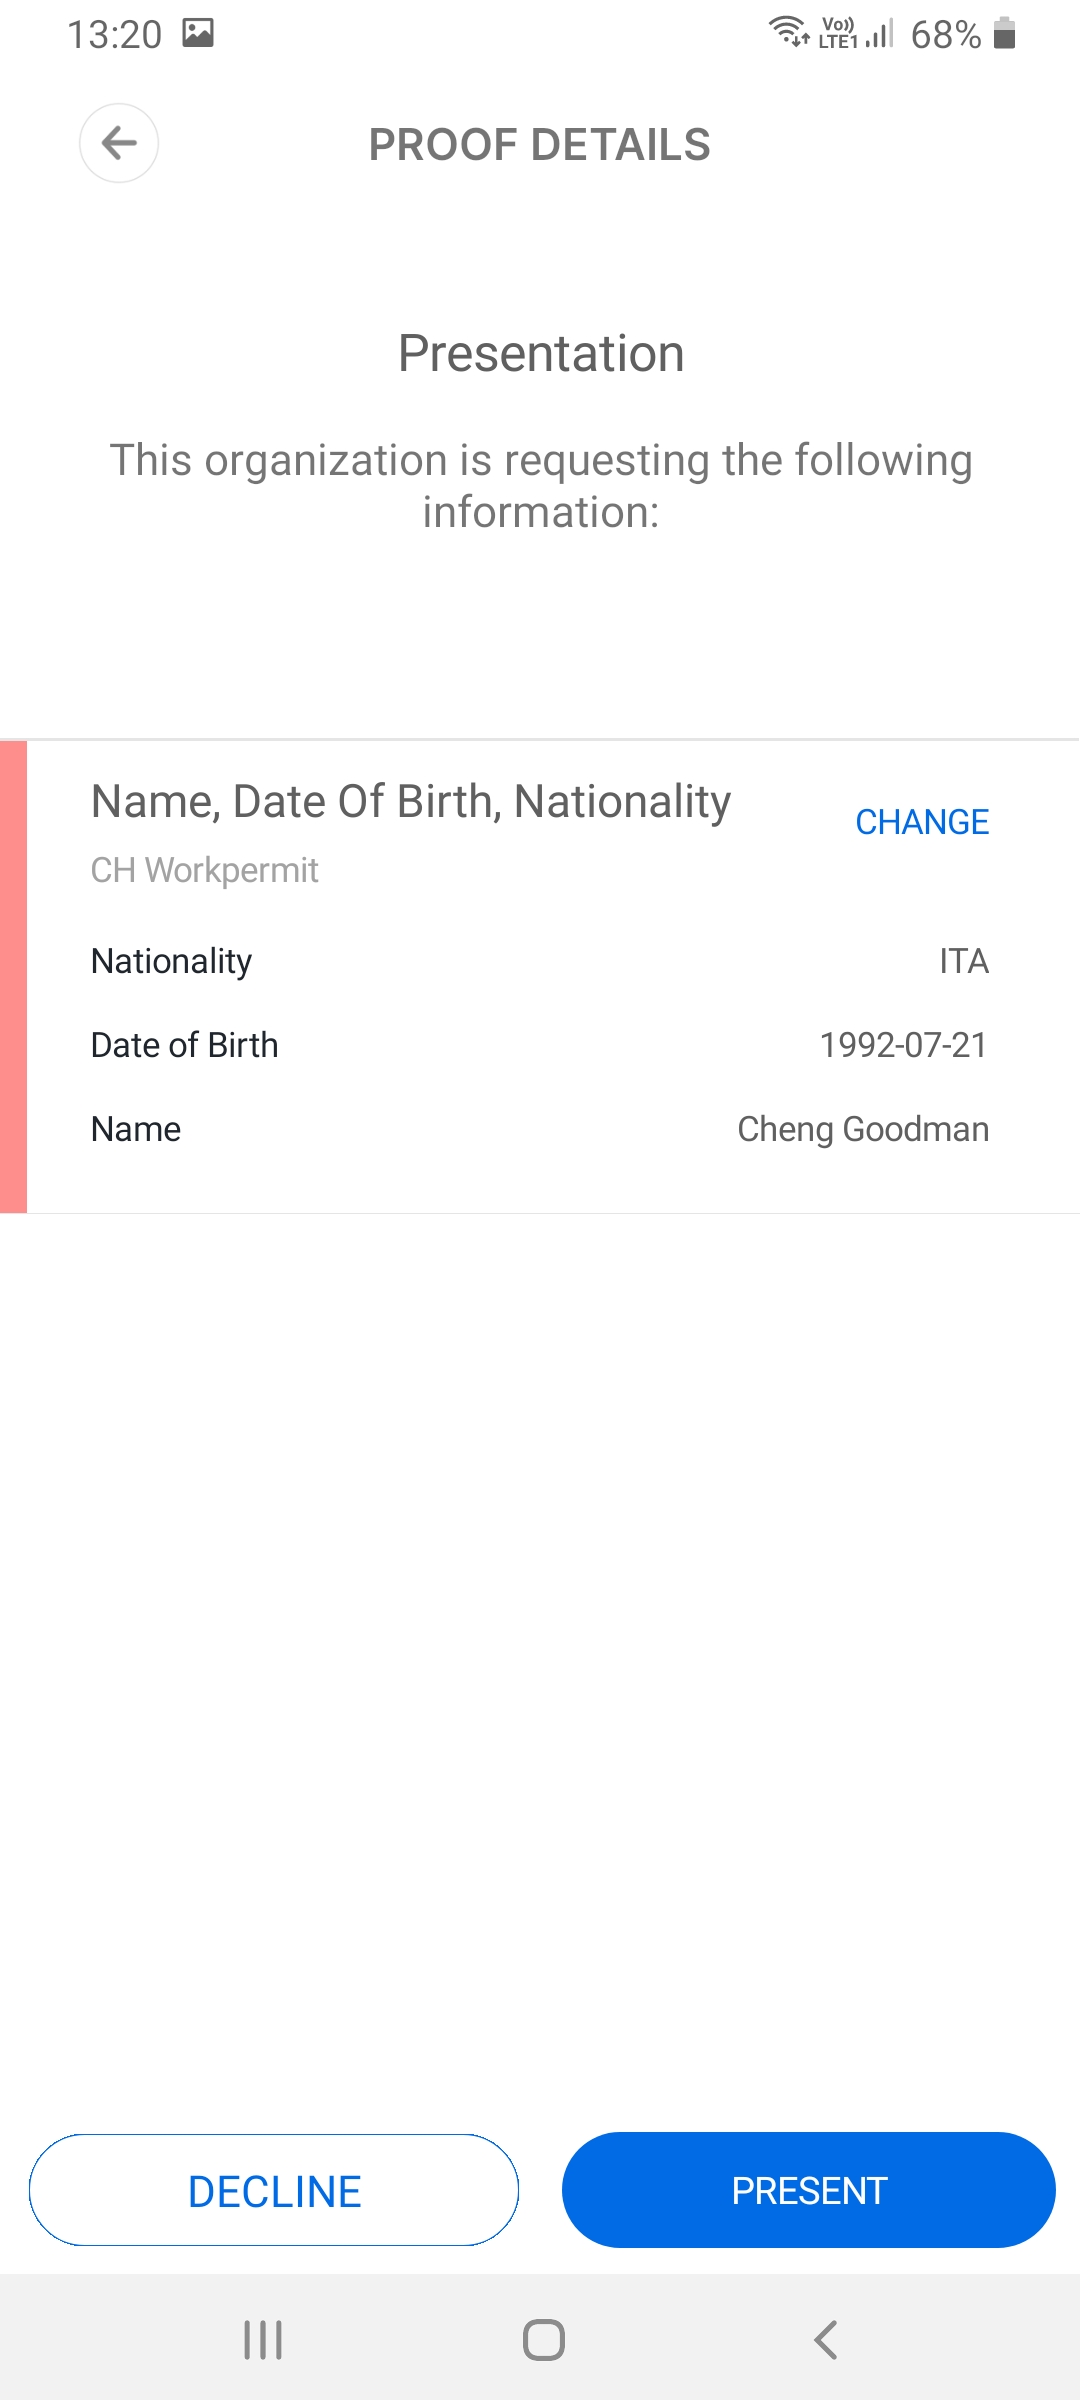 13:20 Vo)) LTE1 68%
PROOF DETAILS
Presentation
This organization is requesting the following
information:
Name, Date Of Birth, Nationality
CHANGE
CH Workpermit
Nationality ITA
Date of Birth 1992-07-21
Name Cheng Goodman
DECLINE PRESENT